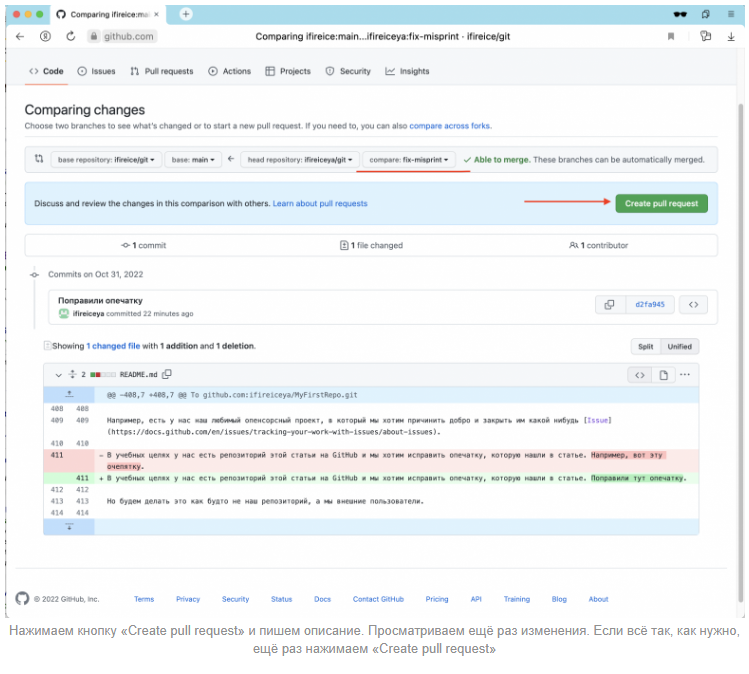 Comparing ifireice:mai
github.com
Comparing ifireice:main...ifireiceya:fix-misprint · ifireice/git
Code Issues Pull requests Actions Projects Security Insights
Comparing changes
Choose two branches to see what's changed or to start a new pull request. If you need to, you can also compare across forks.
base repository: ifireice/git base: main head repository: ifireiceya/git compare: fix-misprint Able to merge. These branches can be automatically merged.
Discuss and review the changes in this comparison with others. Learn about pull requests Create pull request
1 commit 1 file changed 1 contributor
Commits on Oct 31, 2022
Поправили опечатку
ifireiceya committed 22 minutes ago
d2fa945
Showing 1 changed file with 1 addition and 1 deletion.
Split Unified
2 README.md
@@ -408,7 +408,7 @@ To github.com:ifireiceya/MyFirstRepo.git
408 408
409 409 Например, есть у нас наш любимый опенсорсный проект, в который мы хотим причинить добро и закрыть им какой нибудь [Issue]
(https://docs.github.com/en/issues/tracking-your-work-with-issues/about-issues).
410 410
411 - В учебных целях у нас есть репозиторий этой статьи на GitHub и мы хотим исправить опечатку, которую нашли в статье. Например, вот эту
очепятку.
411 + В учебных целях у нас есть репозиторий этой статьи на GitHub и мы хотим исправить опечатку, которую нашли в статье. Поправили тут опечатку.
412 412
413 413 Но будем делать это как будто не наш репозиторий, а мы внешние пользователи.
414 414
© 2022 GitHub, Inc. Terms Privacy Security Status Docs Contact GitHub Pricing API Training Blog About
Нажимаем кнопку «Create pull request» и пишем описание. Просматриваем ещё раз изменения. Если всё так, как нужно,
ещё раз нажимаем «Create pull request»